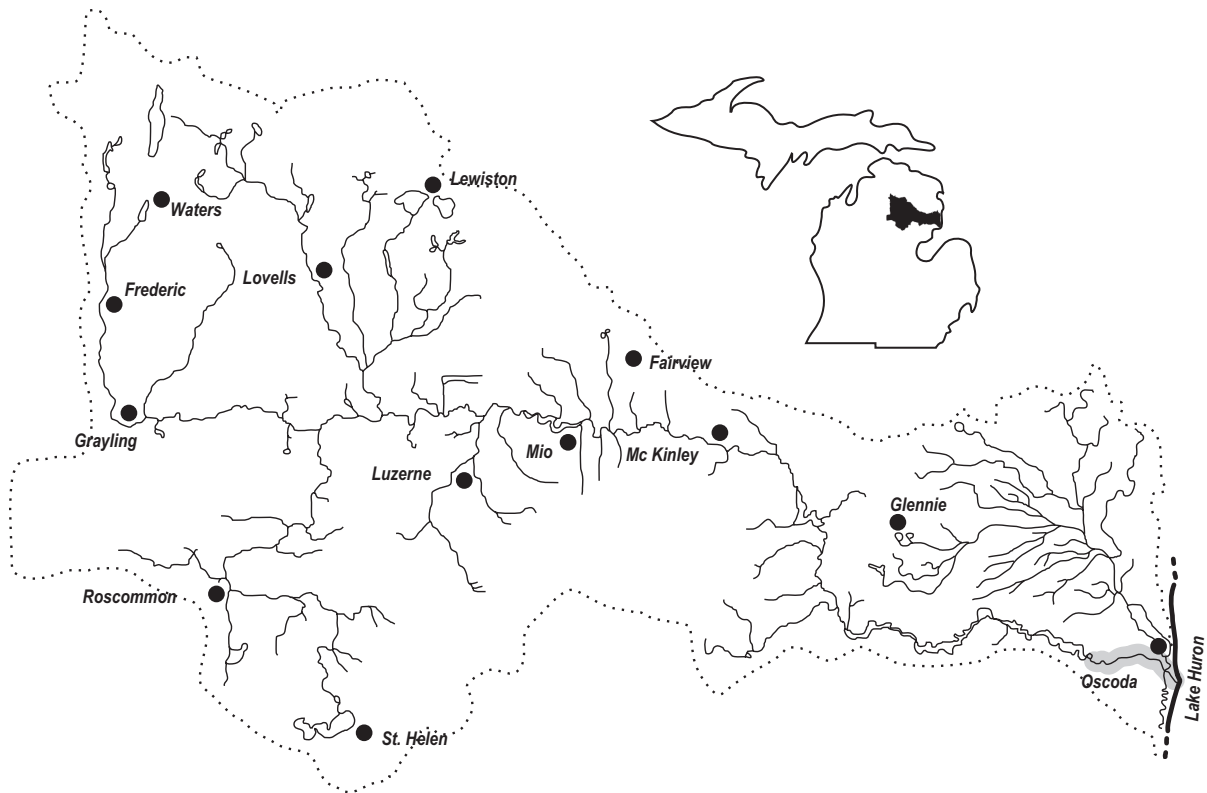 Lewiston
Waters
Lovells
Frederic
Fairview
Grayling
Mio
Mc Kinley
Luzerne
Glennie
Roscommon
Oscoda
Lake Huron
St. Helen